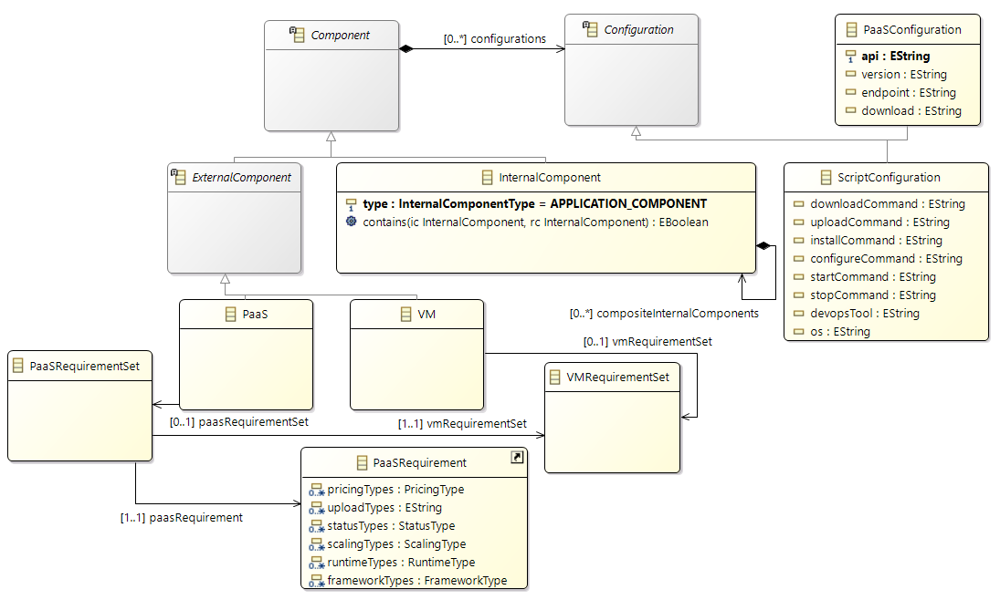 Component
[0..*] configurations
Configuration
PaaSConfiguration
api : EString
version : EString
endpoint : EString
download : EString
ExternalComponent
InternalComponent
type : InternalComponentType = APPLICATION_COMPONENT
contains(ic InternalComponent, rc InternalComponent) : EBoolean
[0..*] compositeInternalComponents
ScriptConfiguration
downloadCommand : EString
uploadCommand : EString
installCommand : EString
configureCommand : EString
startCommand : EString
stopCommand : EString
devopsTool : EString
os : EString
PaaS
VM
[0..1] vmRequirementSet
PaaSRequirementSet
VMRequirementSet
[0..1] paasRequirementSet
[1..1] vmRequirementSet
PaaSRequirement
pricingTypes : PricingType
uploadTypes : EString
statusTypes : StatusType
scalingTypes : ScalingType
runtimeTypes : RuntimeType
frameworkTypes : FrameworkType
[1..1] paasRequirement